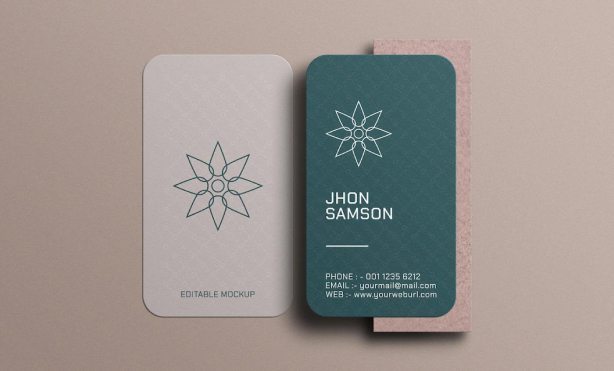 EDITABLE MOCKUP
JHON
SAMSON
PHONE : - 001 1235 6212
EMAIL :- yourmail@mail.com
WEB :- www.yourweburl.com